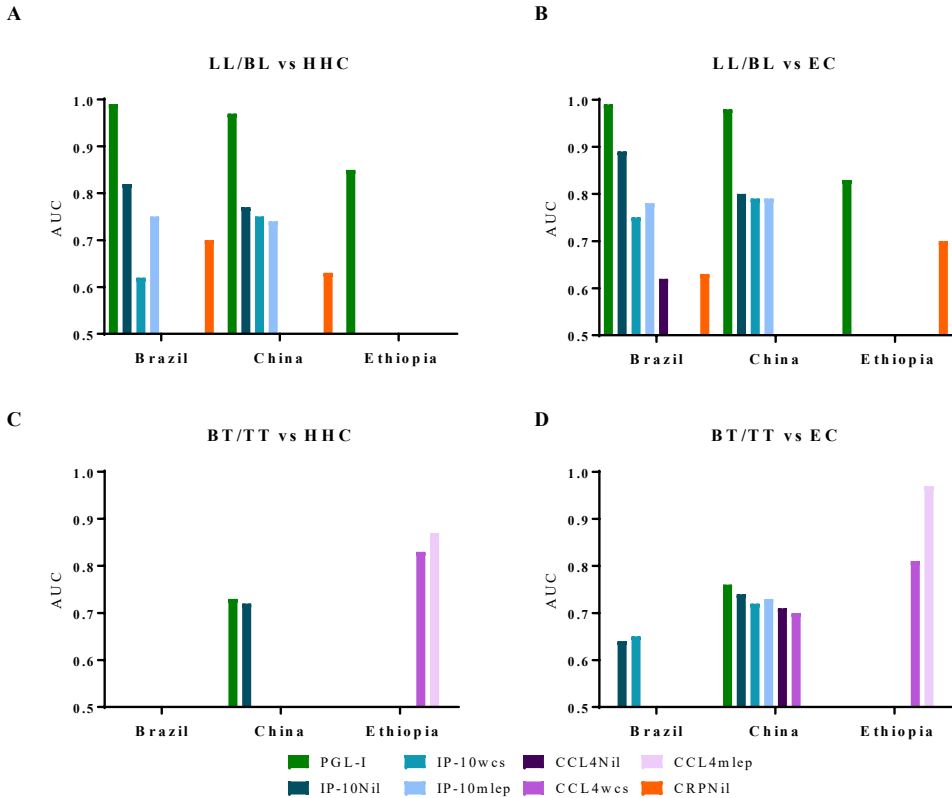 A
LL/BL vs HHC
1.0
0.9
0.8
0.7
0.6
0.5
AUC
Brazil China Ethiopia
B
LL/BL vs EC
1.0
0.9
0.8
0.7
0.6
0.5
AUC
Brazil China Ethiopia
C
BT/TT vs HHC
1.0
0.9
0.8
0.7
0.6
0.5
AUC
Brazil China Ethiopia
D
BT/TT vs EC
1.0
0.9
0.8
0.7
0.6
0.5
AUC
Brazil China Ethiopia
PGL-I IP-10wcs CCL4Nil CCL4mlep
IP-10Nil IP-10mlep CCL4wcs CRPNil